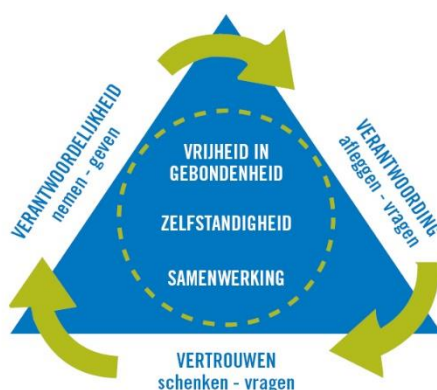 VERANTWOORDELIJKHEID
nemen - geven
VERANTWOORDING
afleggen - vragen
VRIJHEID IN
GEBONDENHEID
ZELFSTANDIGHEID
SAMENWERKING
VERTROUWEN
schenken - vragen